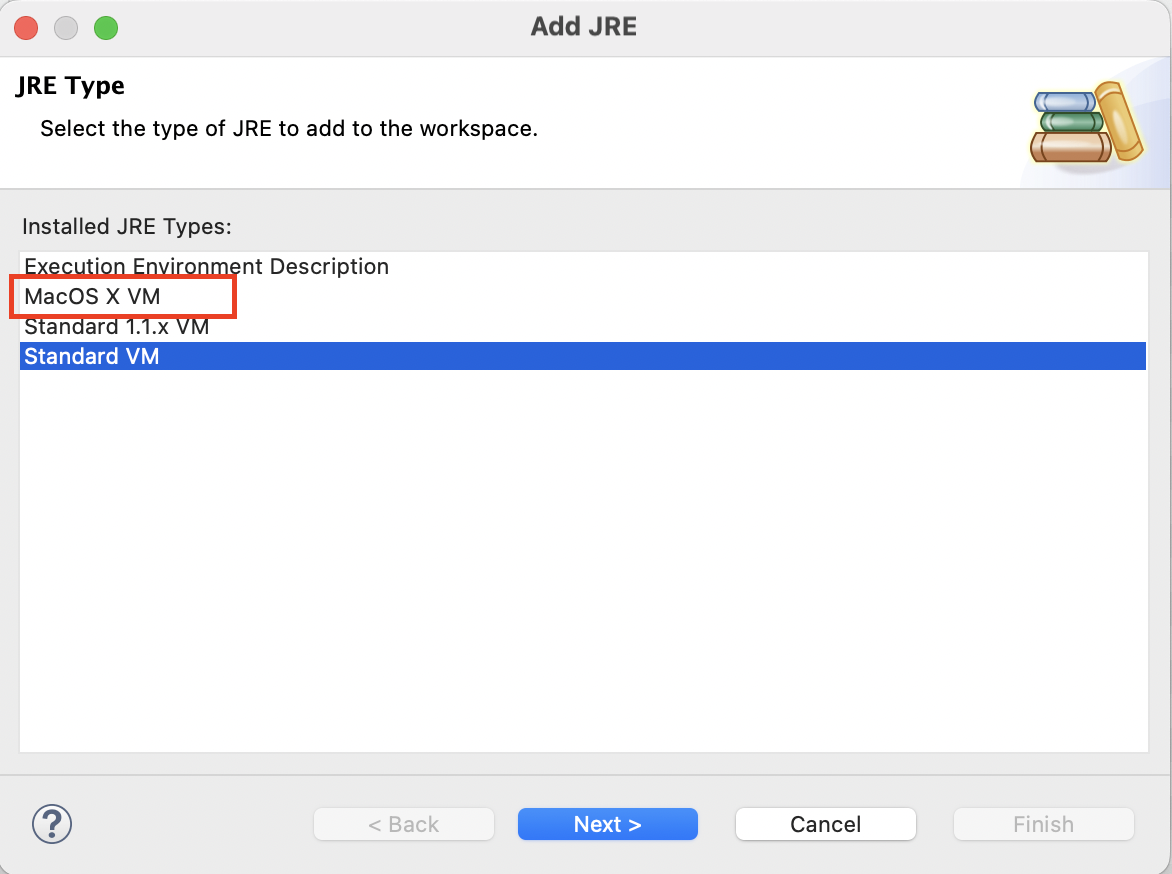 Add JRE
JRE Type
Select the type of JRE to add to the workspace.
Installed JRE Types:
Execution Environment Description
MacOS X VM
Standard 1.1.x VM
Standard VM
?
< Back
Next >
Cancel
Finish